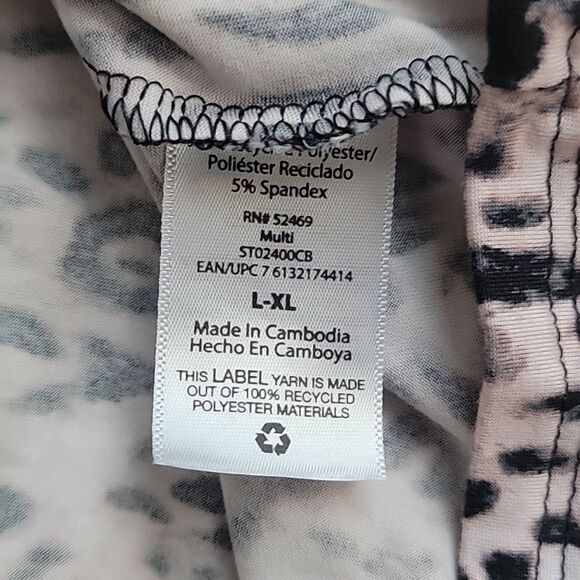 Polyester/
Poliéster Reciclado
5% Spandex
RN# 52469
Multi
ST02400CB
EAN/UPC 7 6132174414
L-XL
Made In Cambodia
Hecho En Camboya
THIS LABEL YARN IS MADE
OUT OF 100% RECYCLED
POLYESTER MATERIALS